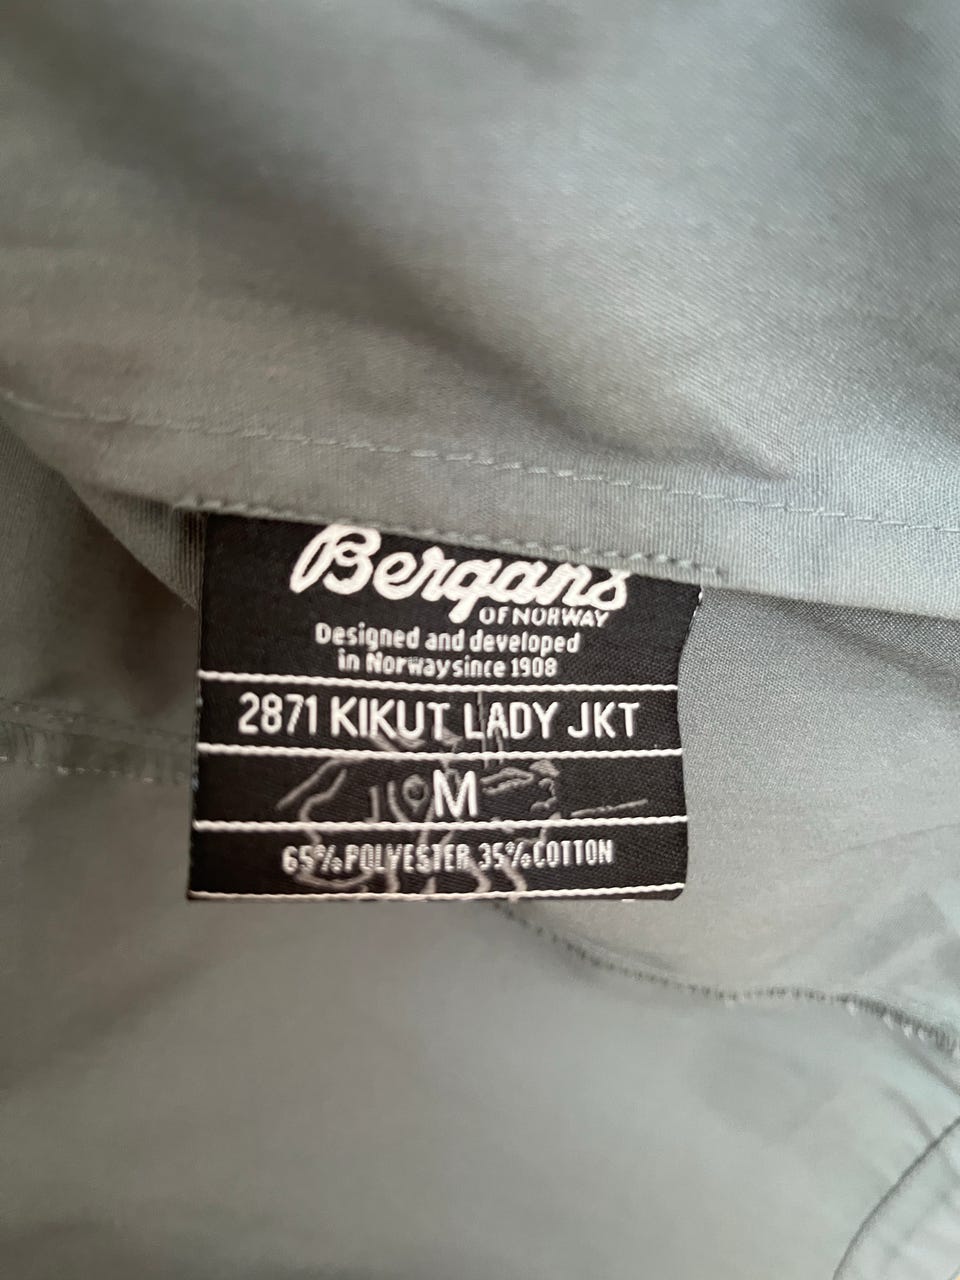 Bergans
OF NORWAY
Designed and developed
in Norway since 1908
2871 KIKUT LADY JKT
M
65% POLYESTER 35% COTTON